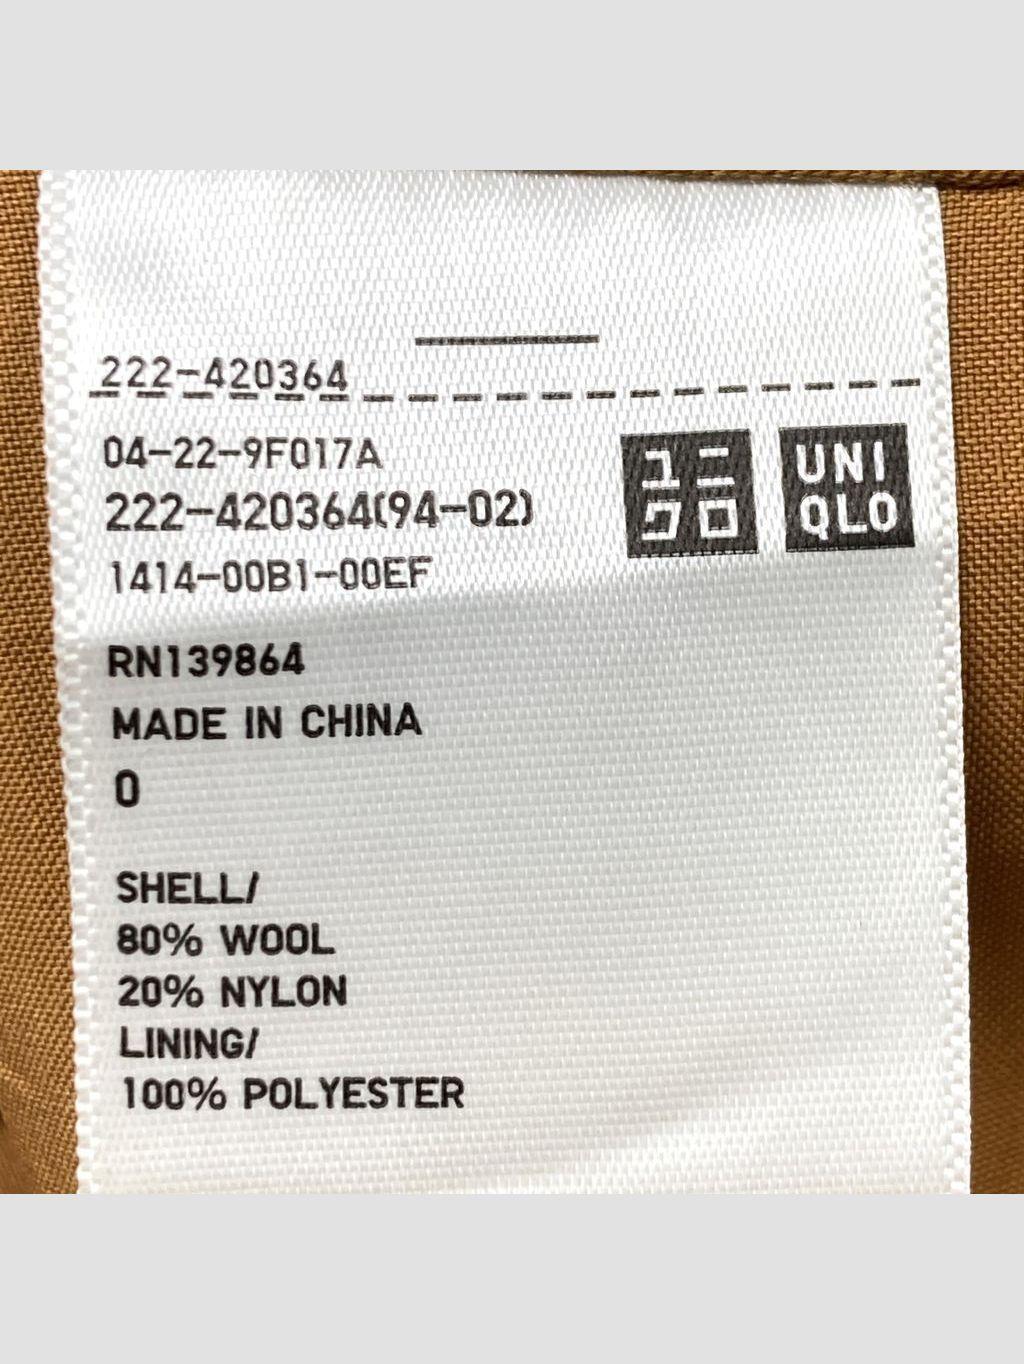 222-420364
04-22-9F017A
222-420364(94-02)
1414-00B1-00EF
ユニ
クロ
UNI
QLO
RN139864
MADE IN CHINA
0
SHELL/
80% WOOL
20% NYLON
LINING/
100% POLYESTER